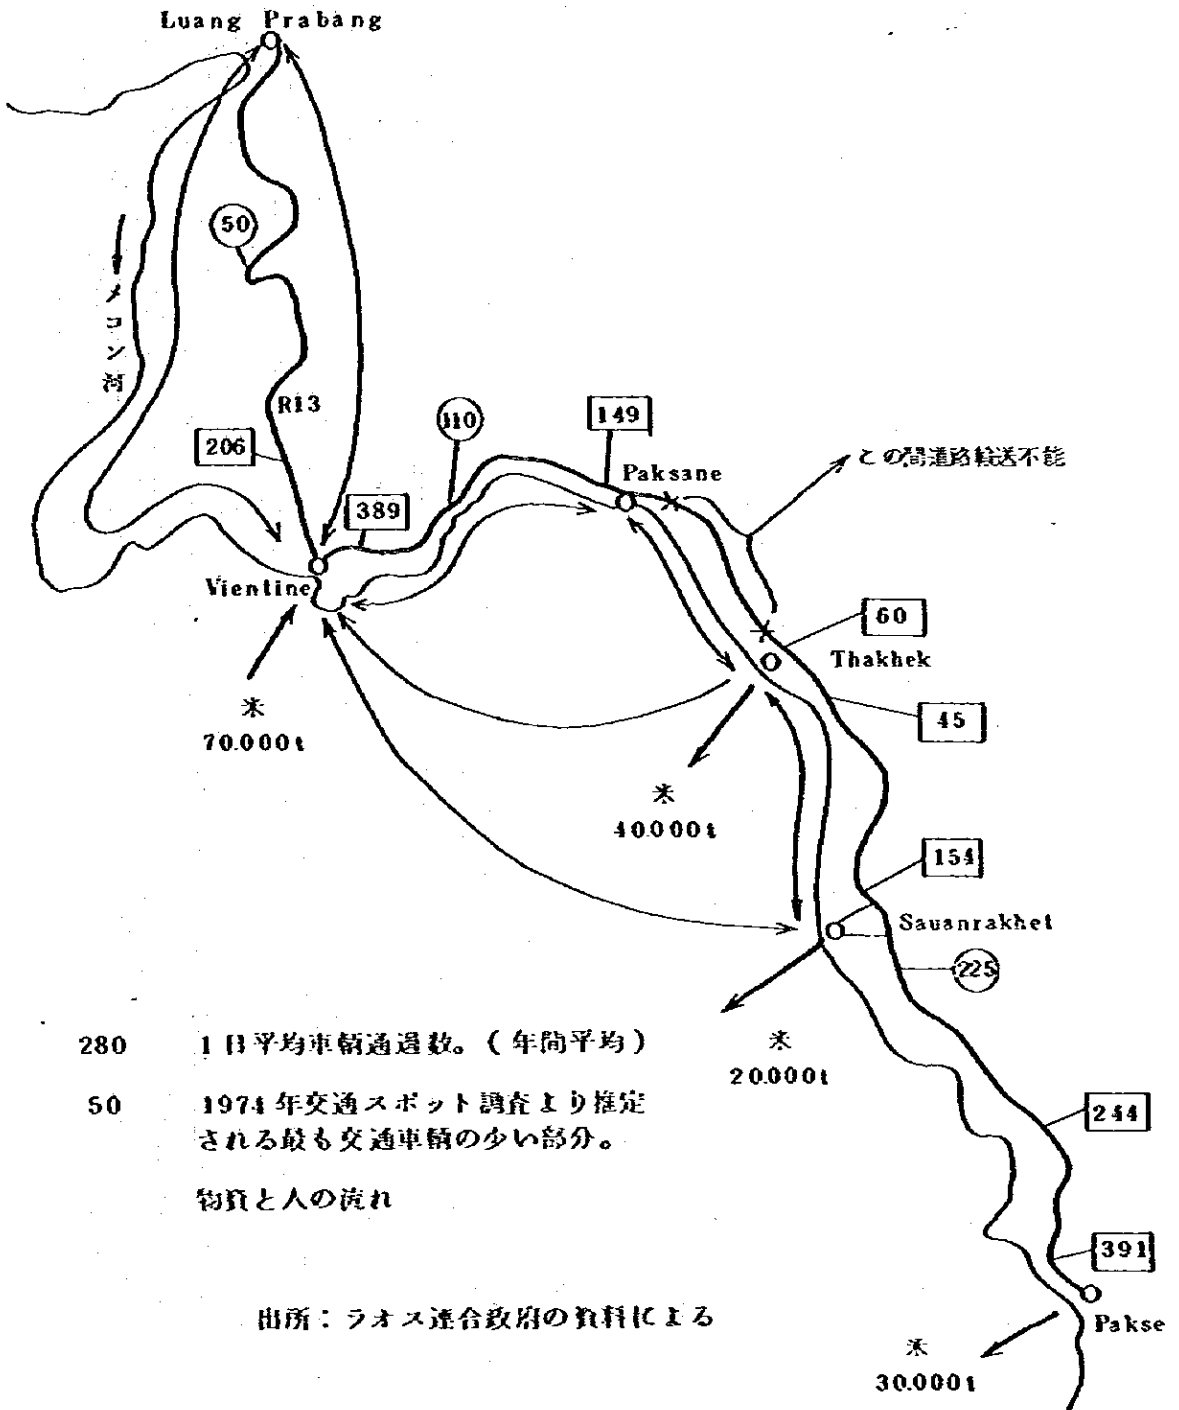 Luang Prabang
50
メコン河
R13
206
110
149
Paksane
この間道路輸送不能
389
Vientine
60
Thakhek
45
米
70.000t
米
40.000t
154
Sauanrakhet
225
米
20.000t
280 1日平均車輌通過数。(年間平均)
50 1974年交通スポット調査より推定
される最も交通車輌の少い部分。
物資と人の流れ
244
391
Pakse
米
30.000t
出所：ラオス連合政府の資料による